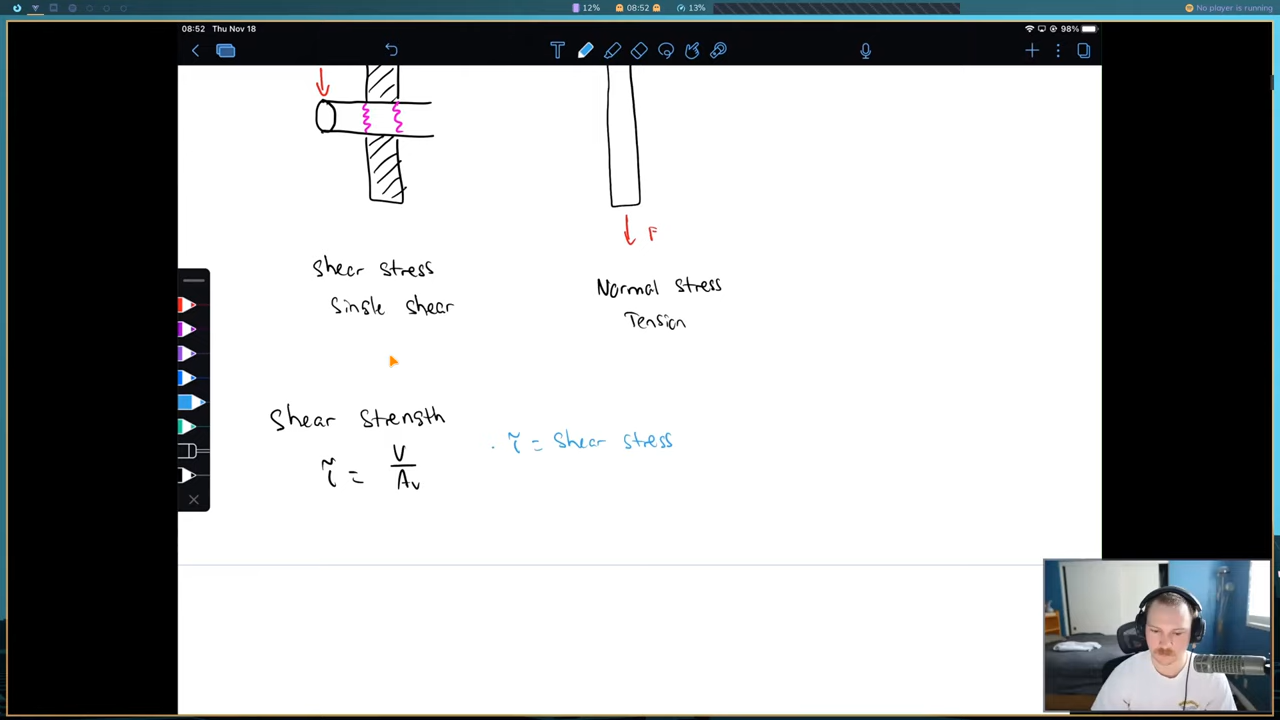 12%
08:52
13%
No player is running
08:52 Thu Nov 18
98%
T
F
Shear stress
Single shear
Normal stress
Tension
Shear strength
τ = V / Av
· τ = Shear stress